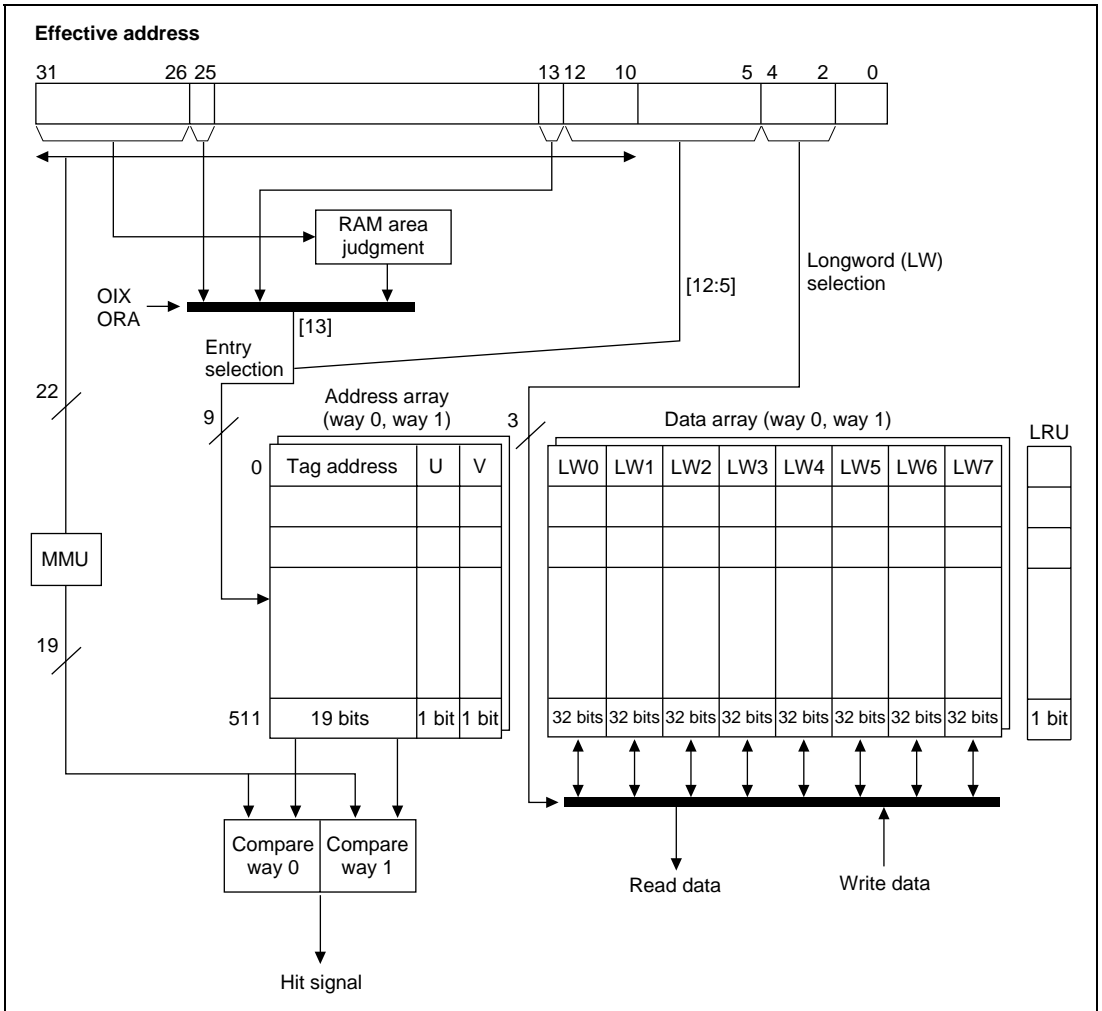 Effective address
31 26 25 13 12 10 5 4 2 0
RAM area
judgment
Longword (LW)
selection
OIX
ORA
[12:5]
[13]
Entry
selection
22
9
Address array
(way 0, way 1)
3
Data array (way 0, way 1)
LRU
0 Tag address U V
LW0 LW1 LW2 LW3 LW4 LW5 LW6 LW7
MMU
19
511 19 bits 1 bit 1 bit
32 bits 32 bits 32 bits 32 bits 32 bits 32 bits 32 bits 32 bits
1 bit
Compare
way 0
Compare
way 1
Read data
Write data
Hit signal